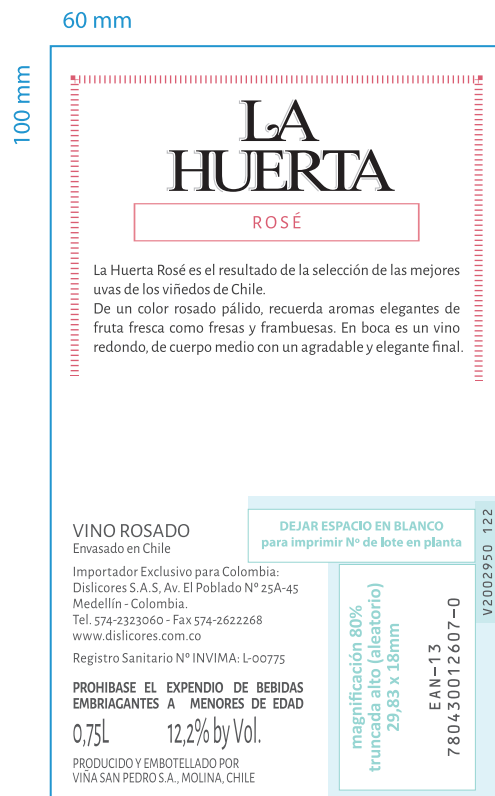 60 mm
100 mm
LA
HUERTA
ROSÉ
La Huerta Rosé es el resultado de la selección de las mejores
uvas de los viñedos de Chile.
De un color rosado pálido, recuerda aromas elegantes de
fruta fresca como fresas y frambuesas. En boca es un vino
redondo, de cuerpo medio con un agradable y elegante final.
VINO ROSADO
Envasado en Chile
Importador Exclusivo para Colombia:
Dislicores S.A.S, Av. El Poblado Nº 25A-45
Medellín - Colombia.
Tel. 574-2323060 - Fax 574-2622268
www.dislicores.com.co
Registro Sanitario Nº INVIMA: L-00775
PROHIBASE EL EXPENDIO DE BEBIDAS
EMBRIAGANTES A MENORES DE EDAD
0,75L 12,2% by Vol.
PRODUCIDO Y EMBOTELLADO POR
VIÑA SAN PEDRO S.A., MOLINA, CHILE
DEJAR ESPACIO EN BLANCO
para imprimir Nº de lote en planta
V2002950 122
magnificación 80%
truncada alto (aleatorio)
29,83 x 18mm
EAN-13
780430012607-0